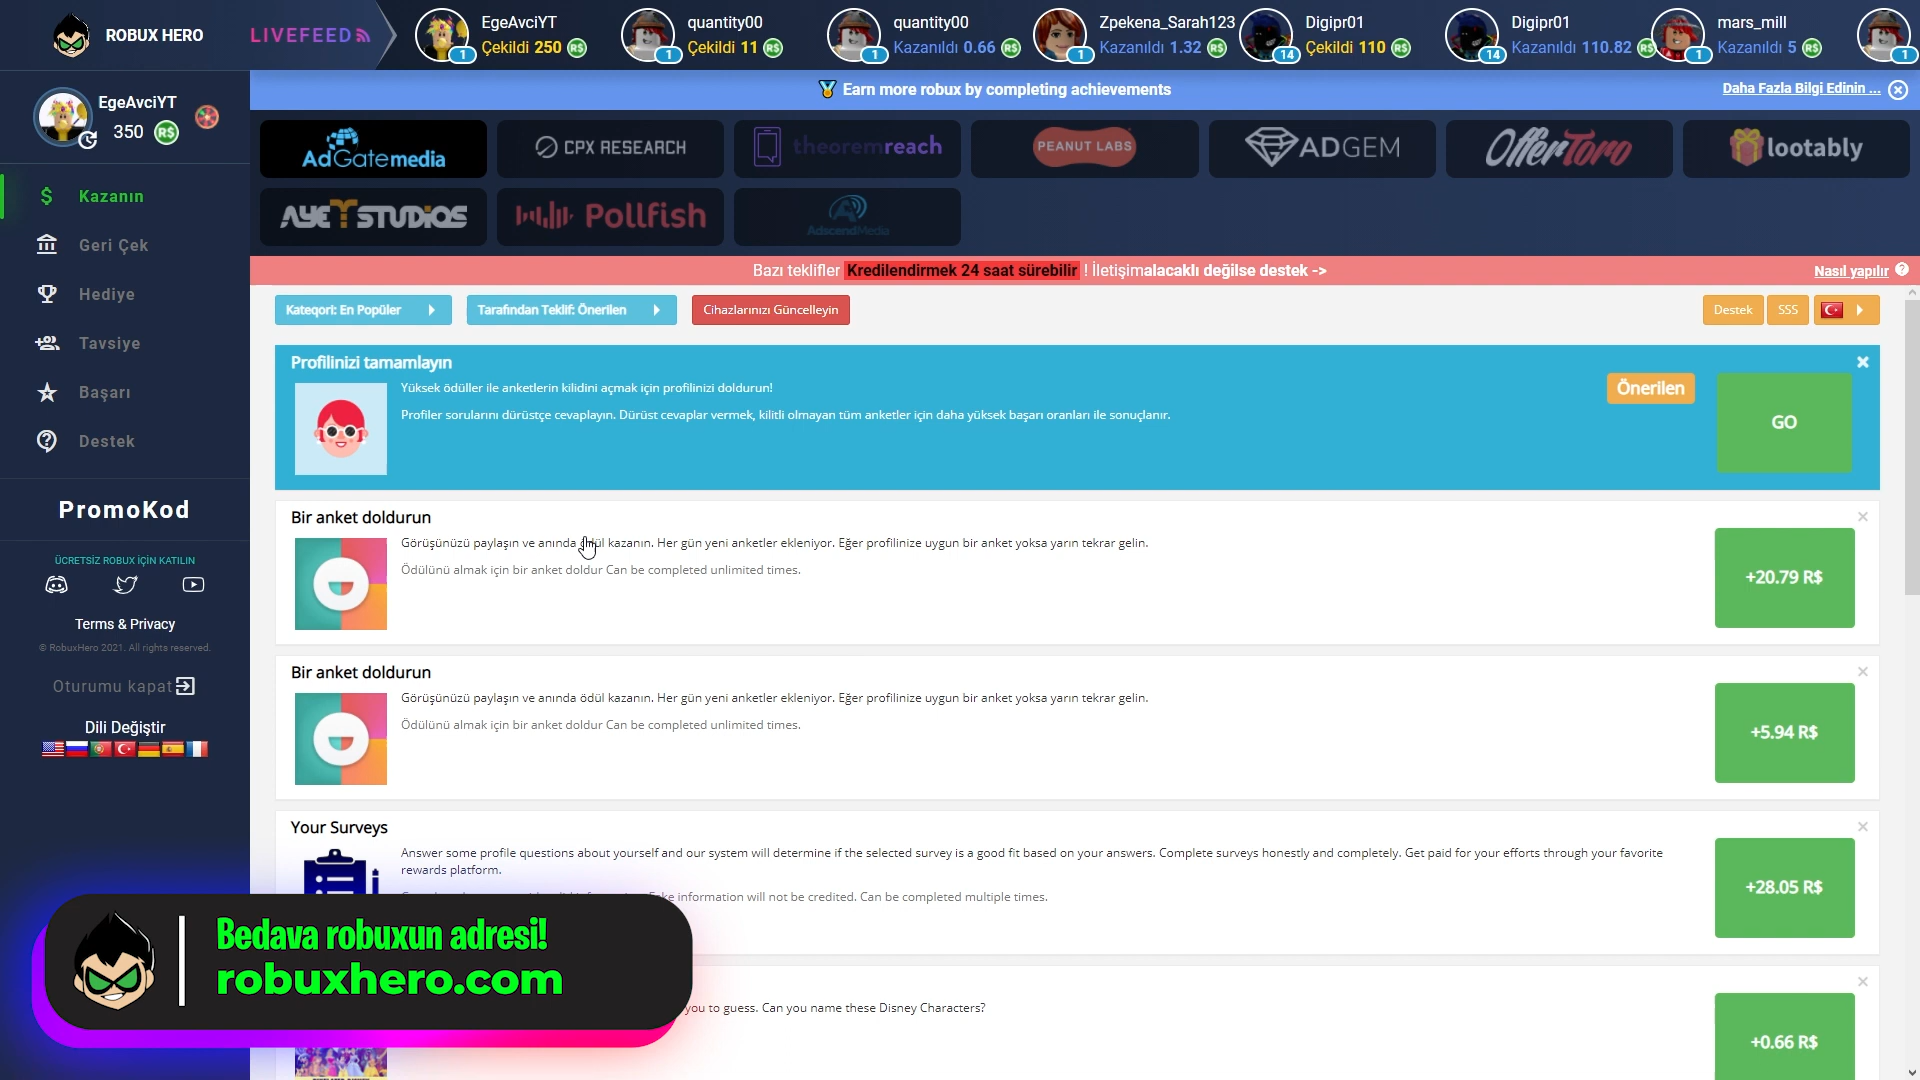 ROBUX HERO
LIVEFEED
EgeAvciYT
Çekildi 250 R$
1
quantity00
Çekildi 11 R$
1
quantity00
Kazanıldı 0.66 R$
1
Zpekena_Sarah123
Kazanıldı 1.32 R$
1
Digipr01
Çekildi 110 R$
14
Digipr01
Kazanıldı 110.82 R$
14
mars_mill
Kazanıldı 5 R$
1
1
EgeAvciYT
350 R$
Kazanın
Geri Çek
Hediye
Tavsiye
Başarı
Destek
PromoKod
ÜCRETSİZ ROBUX İÇİN KATILIN
Terms & Privacy
© RobuxHero 2021. All rights reserved.
Oturumu kapat
Dili Değiştir
Earn more robux by completing achievements
Daha Fazla Bilgi Edinin ...
AdGatemedia
CPX RESEARCH
theoremreach
PEANUT LABS
ADGEM
OfferToro
lootably
AYET STUDIOS
Pollfish
AdscendMedia
Bazı teklifler Kredilendirmek 24 saat sürebilir ! İletişimalacaklı değilse destek ->
Nasıl yapılır
Kateqori: En Popüler
Tarafından Teklif: Önerilen
Cihazlarınızı Güncelleyin
Destek
SSS
Profilinizi tamamlayın
Yüksek ödüller ile anketlerin kilidini açmak için profilinizi doldurun!
Profiler sorularını dürüstçe cevaplayın. Dürüst cevaplar vermek, kilitli olmayan tüm anketler için daha yüksek başarı oranları ile sonuçlanır.
Önerilen
GO
Bir anket doldurun
Görüşünüzü paylaşın ve anında ödül kazanın. Her gün yeni anketler ekleniyor. Eğer profilinize uygun bir anket yoksa yarın tekrar gelin.
Ödülünü almak için bir anket doldur Can be completed unlimited times.
+20.79 R$
Bir anket doldurun
Görüşünüzü paylaşın ve anında ödül kazanın. Her gün yeni anketler ekleniyor. Eğer profilinize uygun bir anket yoksa yarın tekrar gelin.
Ödülünü almak için bir anket doldur Can be completed unlimited times.
+5.94 R$
Your Surveys
Answer some profile questions about yourself and our system will determine if the selected survey is a good fit based on your answers. Complete surveys honestly and completely. Get paid for your efforts through your favorite
rewards platform.
information will not be credited. Can be completed multiple times.
+28.05 R$
you to guess. Can you name these Disney Characters?
+0.66 R$
Bedava robuxun adresi!
robuxhero.com